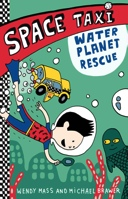 SPACE TAXI
WATER
PLANET
RESCUE
WENDY MASS AND MICHAEL BRAWER